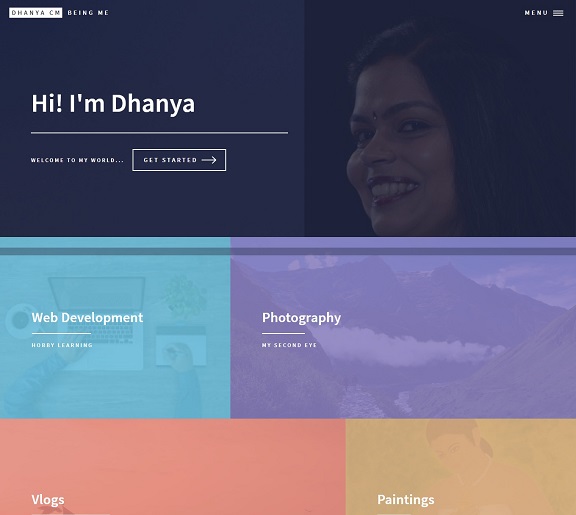 DHANYA CM BEING ME
MENU
Hi! I'm Dhanya
WELCOME TO MY WORLD...
GET STARTED
Web Development
HOBBY LEARNING
Photography
MY SECOND EYE
Vlogs
Paintings